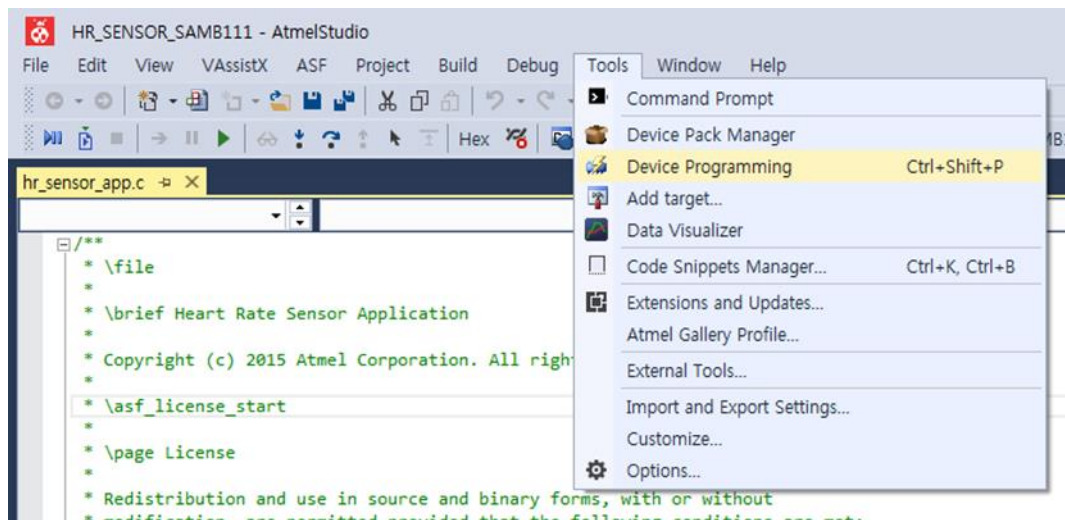 HR_SENSOR_SAMB111 - AtmelStudio
File Edit View VAssistX ASF Project Build Debug Tools Window Help
Hex
hr_sensor_app.c
Command Prompt
Device Pack Manager
Device Programming Ctrl+Shift+P
Add target...
Data Visualizer
Code Snippets Manager... Ctrl+K, Ctrl+B
Extensions and Updates...
Atmel Gallery Profile...
External Tools...
Import and Export Settings...
Customize...
Options...
/**
* \file
*
* \brief Heart Rate Sensor Application
*
* Copyright (c) 2015 Atmel Corporation. All righ
*
* \asf_license_start
*
* \page License
*
* Redistribution and use in source and binary forms, with or without